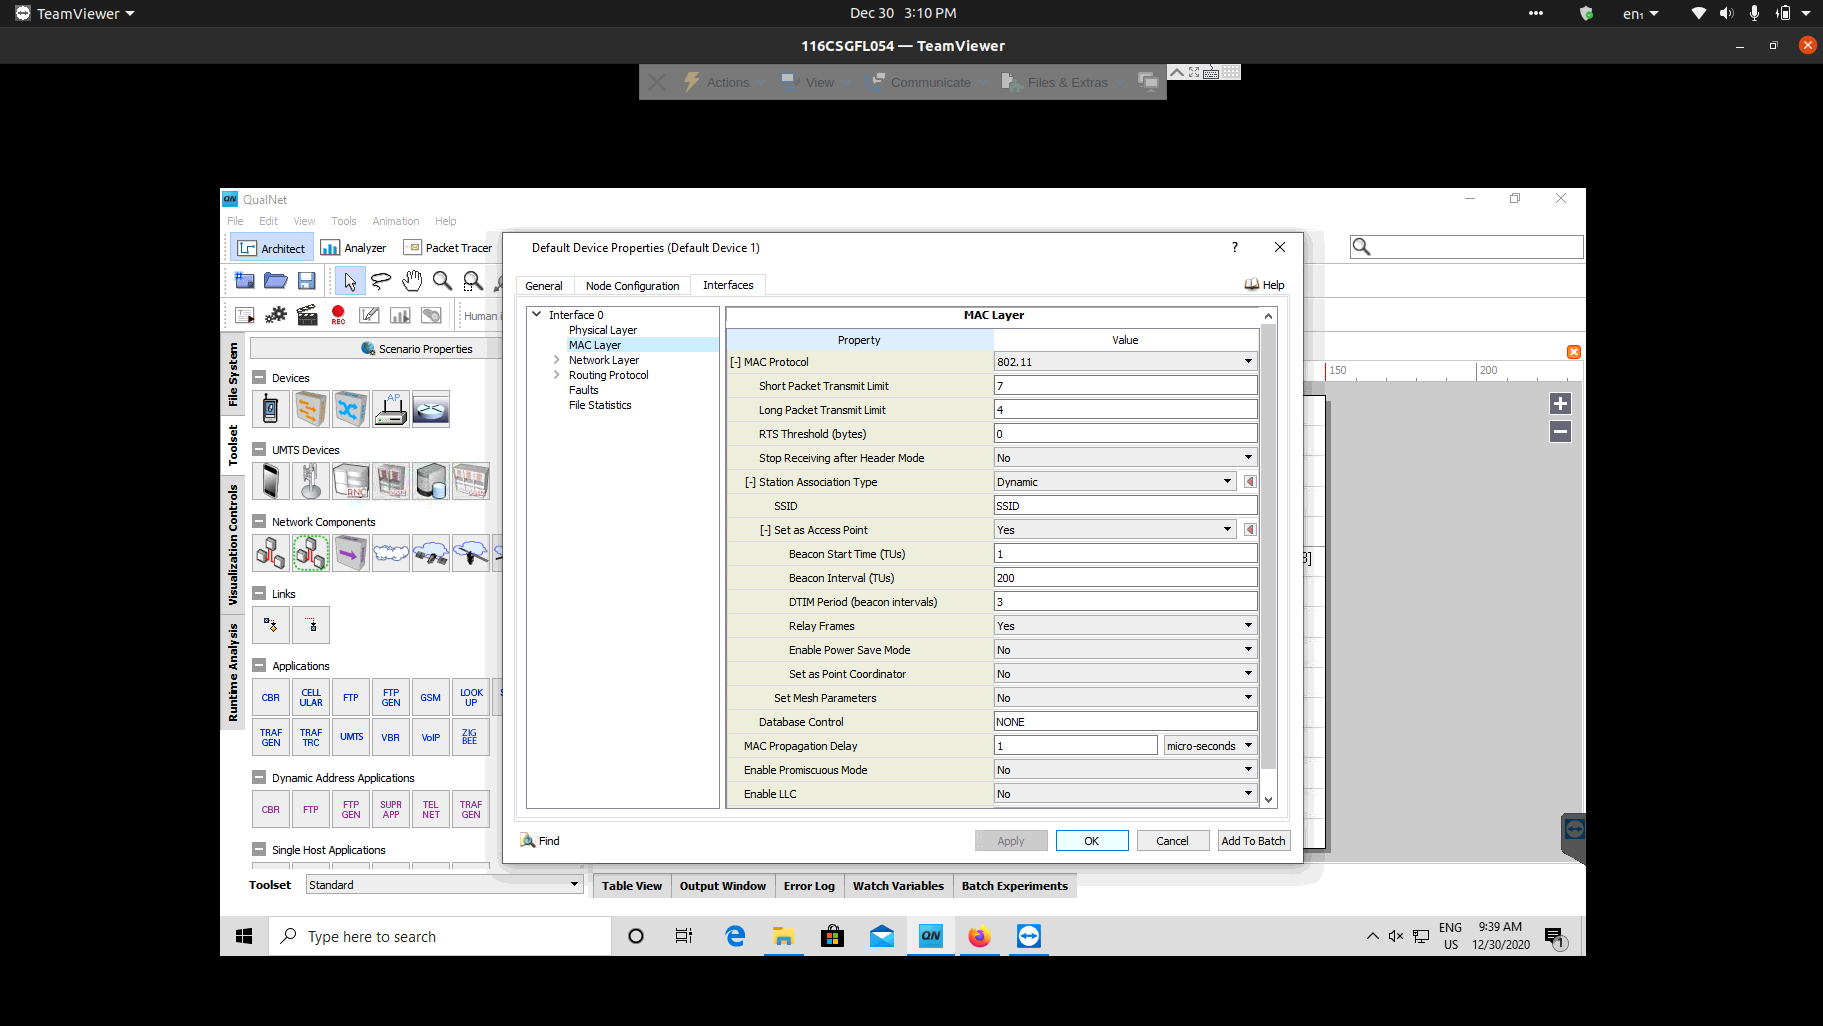 TeamViewer
Dec 30 3:10 PM
en1
116CSGFL054 — TeamViewer
Actions
View
Communicate
Files & Extras
QN QualNet
File Edit View Tools Animation Help
Architect Analyzer Packet Tracer
Default Device Properties (Default Device 1)
?
General Node Configuration Interfaces
Help
REC
Human i
File System
Toolset
Visualization Controls
Runtime Analysis
Scenario Properties
Devices
AP
UMTS Devices
RNC
Network Components
Links
Applications
CBR CELL ULAR FTP FTP GEN GSM LOOK UP
TRAF GEN TRAF TRC UMTS VBR VoIP ZIG BEE
Dynamic Address Applications
CBR FTP FTP GEN SUPR APP TEL NET TRAF GEN
Single Host Applications
Toolset Standard
Interface 0
Physical Layer
MAC Layer
Network Layer
Routing Protocol
Faults
File Statistics
MAC Layer
Property Value
[-] MAC Protocol 802.11
Short Packet Transmit Limit 7
Long Packet Transmit Limit 4
RTS Threshold (bytes) 0
Stop Receiving after Header Mode No
[-] Station Association Type Dynamic
SSID SSID
[-] Set as Access Point Yes
Beacon Start Time (TUs) 1
Beacon Interval (TUs) 200
DTIM Period (beacon intervals) 3
Relay Frames Yes
Enable Power Save Mode No
Set as Point Coordinator No
Set Mesh Parameters No
Database Control NONE
MAC Propagation Delay 1 micro-seconds
Enable Promiscuous Mode No
Enable LLC No
Find
Apply OK Cancel Add To Batch
150 200
Table View Output Window Error Log Watch Variables Batch Experiments
Type here to search
QN
ENG
US
9:39 AM
12/30/2020
1